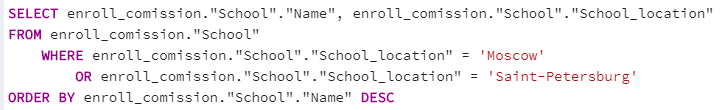 SELECT enroll_comission."School"."Name", enroll_comission."School"."School_location"
FROM enroll_comission."School"
WHERE enroll_comission."School"."School_location" = 'Moscow'
OR enroll_comission."School"."School_location" = 'Saint-Petersburg'
ORDER BY enroll_comission."School"."Name" DESC